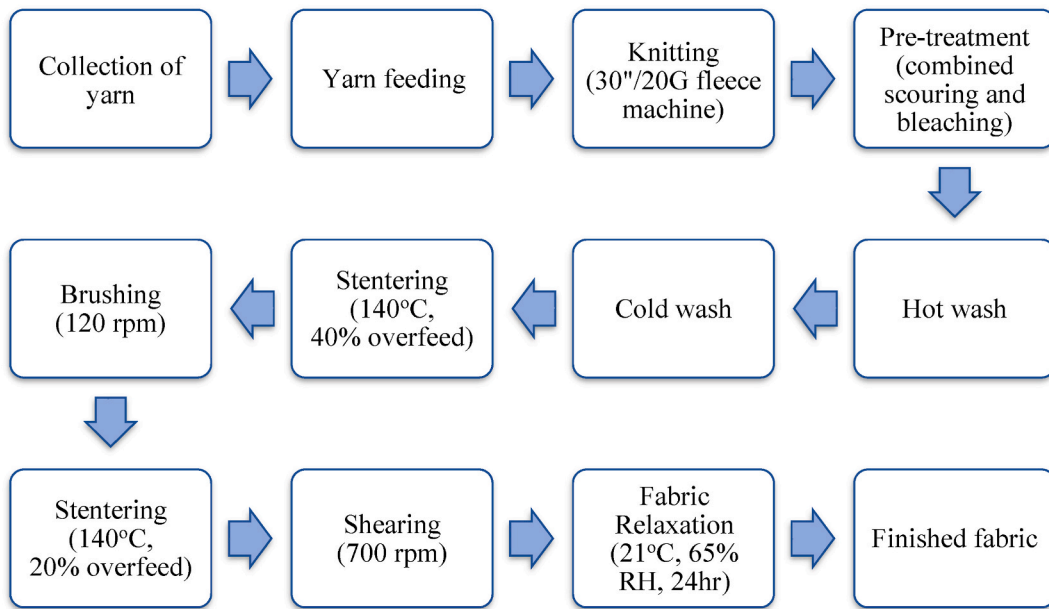 Collection of
yarn
Yarn feeding
Knitting
(30"/20G fleece
machine)
Pre-treatment
(combined
scouring and
bleaching)
Hot wash
Cold wash
Stentering
(140°C,
40% overfeed)
Brushing
(120 rpm)
Stentering
(140°C,
20% overfeed)
Shearing
(700 rpm)
Fabric
Relaxation
(21°C, 65%
RH, 24hr)
Finished fabric